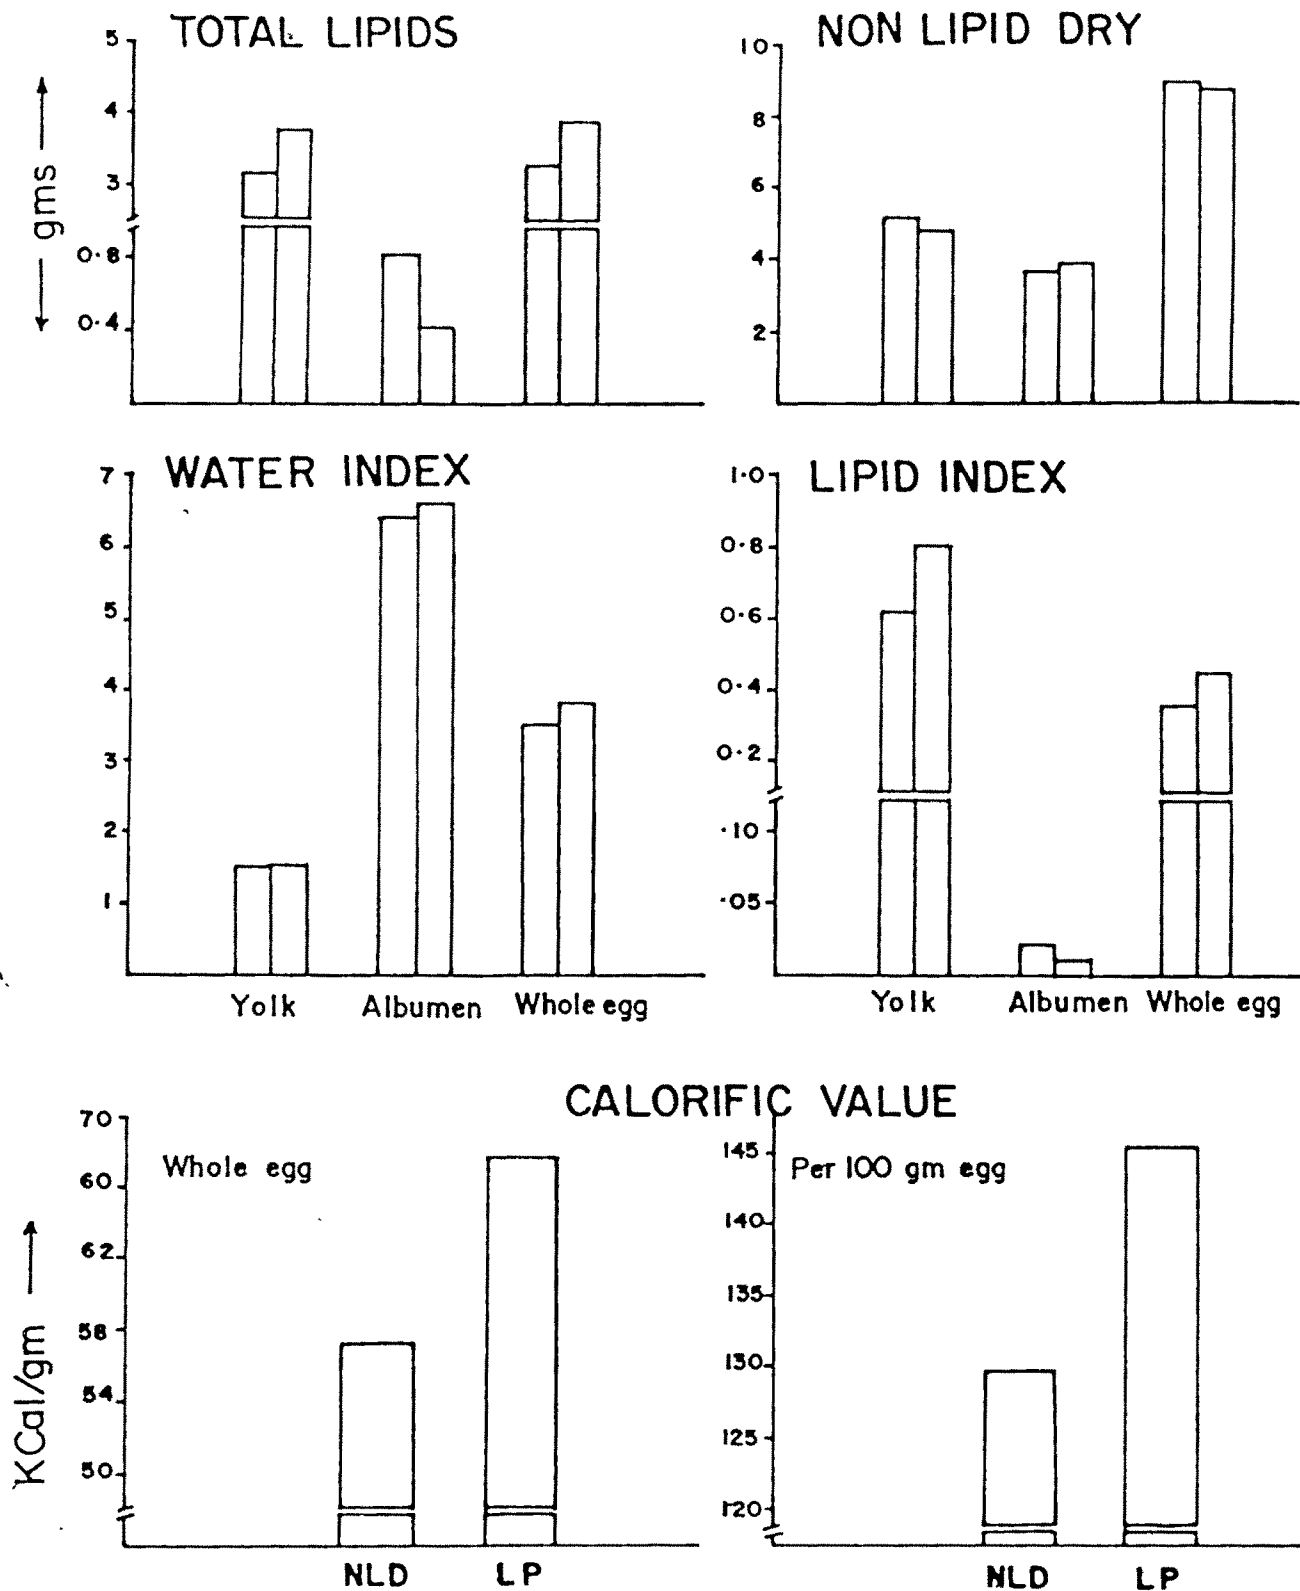 TOTAL LIPIDS
5
4
3
0.8
0.4
gms
NON LIPID DRY
10
8
6
4
2
WATER INDEX
7
6
5
4
3
2
1
Yolk Albumen Whole egg
LIPID INDEX
1.0
0.8
0.6
0.4
0.2
.10
.05
Yolk Albumen Whole egg
CALORIFIC VALUE
Whole egg
70
60
62
58
54
50
KCal/gm
NLD LP
Per 100 gm egg
145
140
135
130
125
120
NLD LP